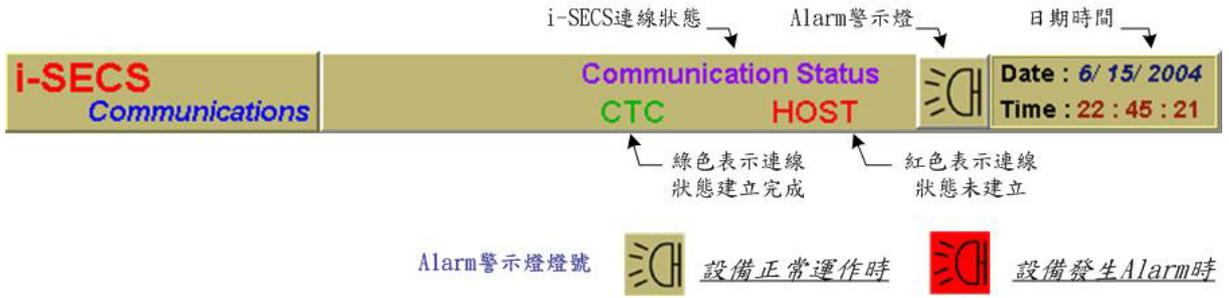 i-SECS連線狀態 Alarm警示燈 日期時間
i-SECS Communication Status Date : 6/ 15/ 2004
Communications CTC HOST Time : 22 : 45 : 21
綠色表示連線 紅色表示連線
狀態建立完成 狀態未建立
Alarm警示燈燈號 設備正常運作時 設備發生Alarm時